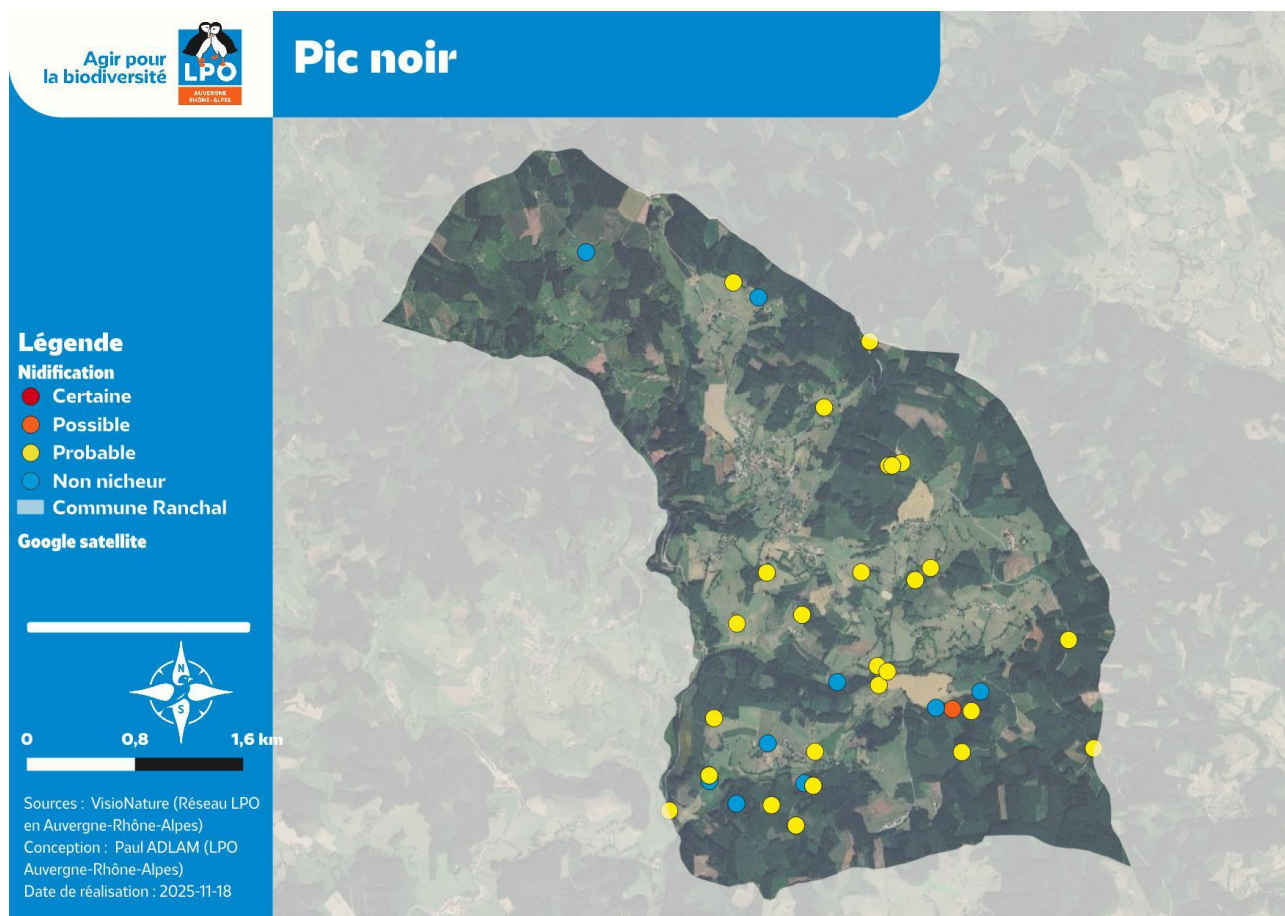 Agir pour
la biodiversité
LPO
AUVERGNE
RHÔNE-ALPES
Pic noir
Légende
Nidification
Certaine
Possible
Probable
Non nicheur
Commune Ranchal
Google satellite
N
S
0 0,8 1,6 km
Sources : VisioNature (Réseau LPO
en Auvergne-Rhône-Alpes)
Conception : Paul ADLAM (LPO
Auvergne-Rhône-Alpes)
Date de réalisation : 2025-11-18